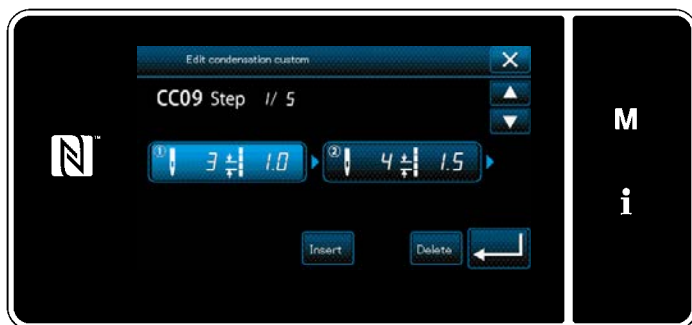 Edit condensation custom
CC09 Step 1/ 5
M
① 3 1.0 ② 4 1.5
i
Insert Delete